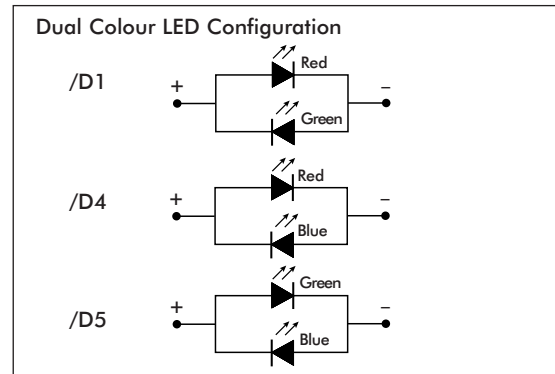 Dual Colour LED Configuration
/D1
+
Red
Green
–
/D4
+
Red
Blue
–
/D5
+
Green
Blue
–